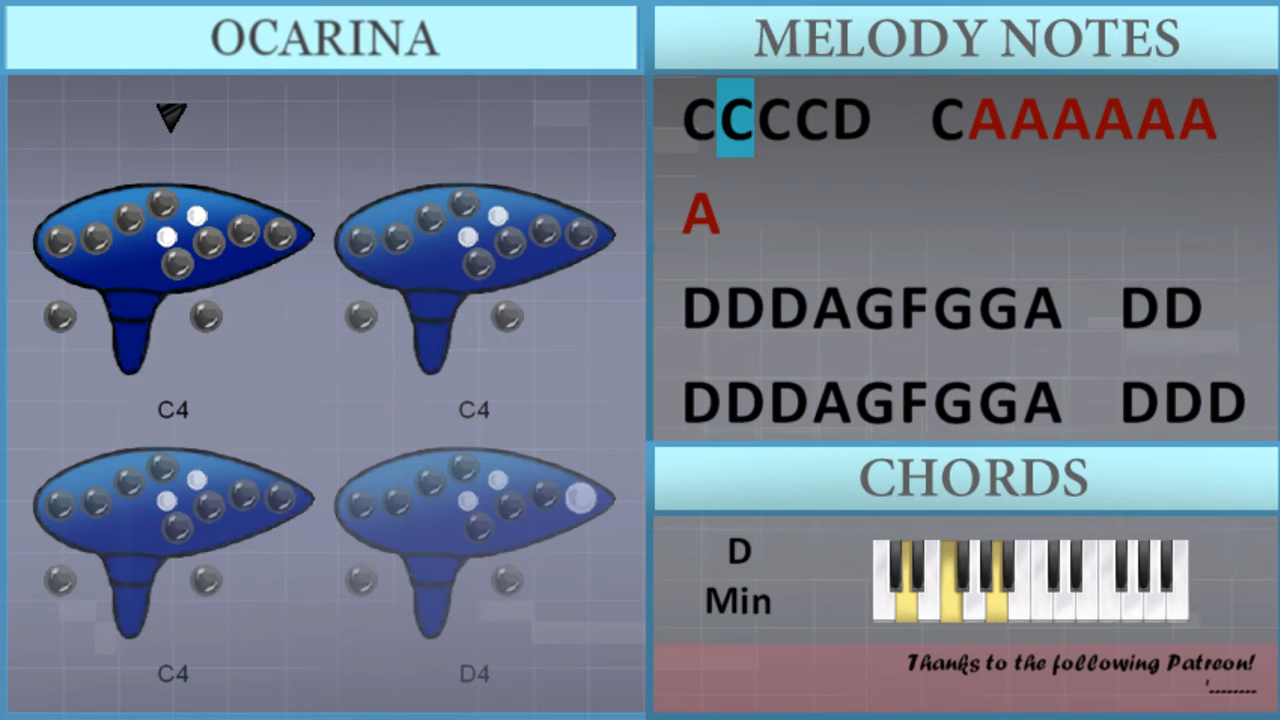 OCARINA
C4
C4
C4
D4
MELODY NOTES
CCCCD CAAAAAA
A
DDDAGFGGA DD
DDDAGFGGA DDD
CHORDS
D
Min
Thanks to the following Patreon!
'........